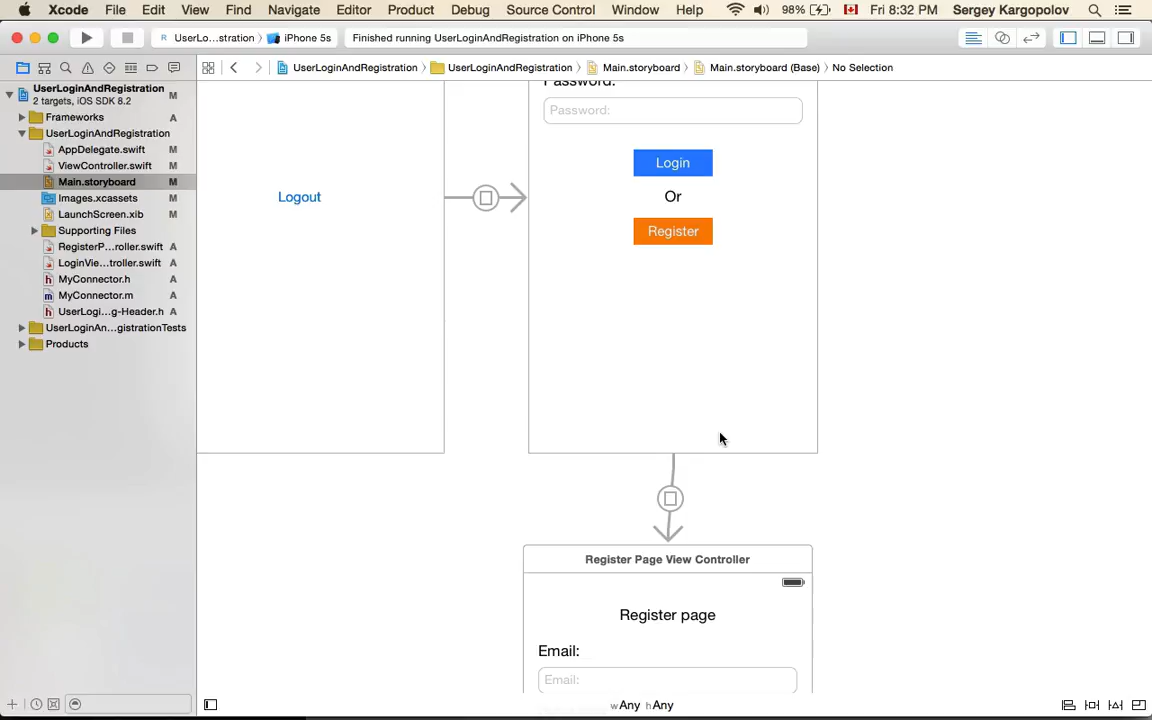 Xcode File Edit View Find Navigate Editor Product Debug Source Control Window Help 98% Fri 8:32 PM Sergey Kargopolov
UserLo...stration iPhone 5s Finished running UserLoginAndRegistration on iPhone 5s
UserLoginAndRegistration UserLoginAndRegistration Main.storyboard Main.storyboard (Base) No Selection
UserLoginAndRegistration M
2 targets, iOS SDK 8.2
Frameworks A
UserLoginAndRegistration
AppDelegate.swift M
ViewController.swift M
Main.storyboard M
Images.xcassets M
LaunchScreen.xib M
Supporting Files
RegisterP...roller.swift A
LoginVie...troller.swift A
MyConnector.h A
MyConnector.m A
UserLogi...g-Header.h A
UserLoginAn...gistrationTests
Products
Logout
Password:
Password:
Login
Or
Register
Register Page View Controller
Register page
Email:
Email:
wAny hAny